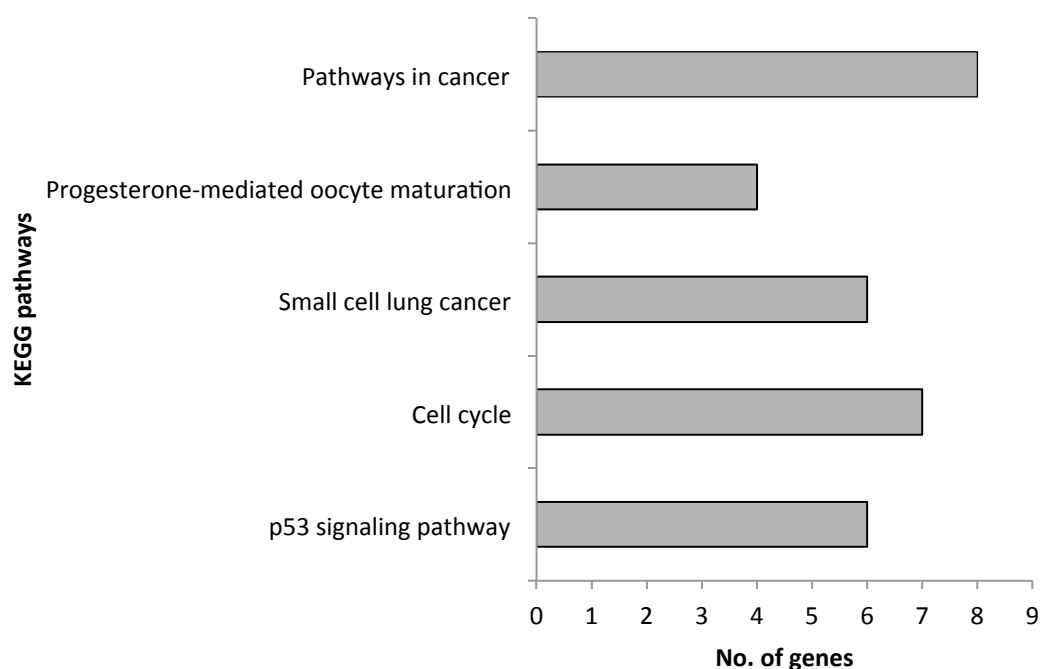 KEGG pathways
Pathways in cancer
Progesterone-mediated oocyte maturation
Small cell lung cancer
Cell cycle
p53 signaling pathway
0 1 2 3 4 5 6 7 8 9
No. of genes